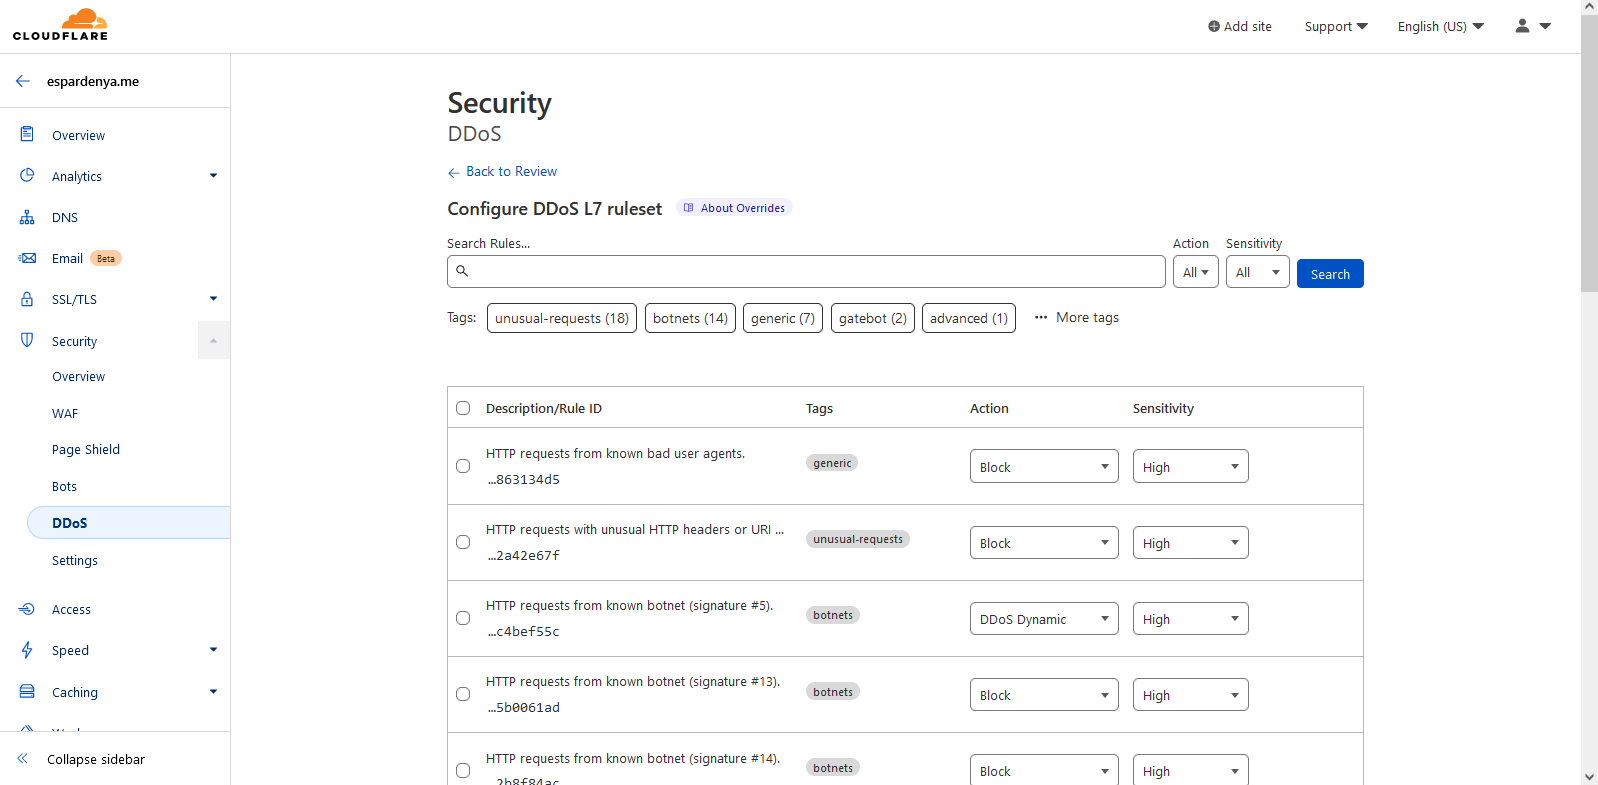 CLOUDFLARE
Add site
Support
English (US)
espardenya.me
Overview
Analytics
DNS
Email Beta
SSL/TLS
Security
Overview
WAF
Page Shield
Bots
DDoS
Settings
Access
Speed
Caching
Collapse sidebar
Security
DDoS
Back to Review
Configure DDoS L7 ruleset About Overrides
Search Rules... Action Sensitivity
All All Search
Tags: unusual-requests (18) botnets (14) generic (7) gatebot (2) advanced (1) ··· More tags
Description/Rule ID Tags Action Sensitivity
HTTP requests from known bad user agents.
...863134d5
generic Block High
HTTP requests with unusual HTTP headers or URI ...
...2a42e67f
unusual-requests Block High
HTTP requests from known botnet (signature #5).
...c4bef55c
botnets DDoS Dynamic High
HTTP requests from known botnet (signature #13).
...5b0061ad
botnets Block High
HTTP requests from known botnet (signature #14).
...2b8f84ac
botnets Block High